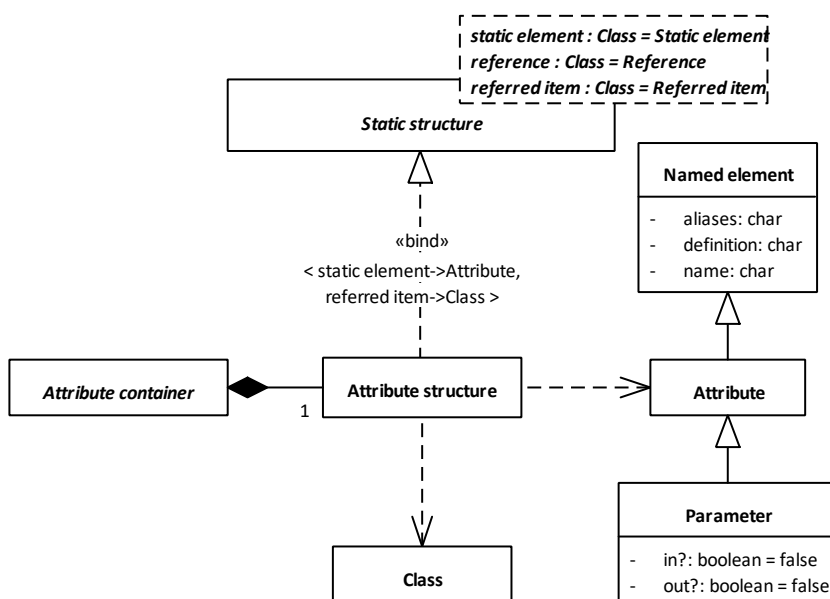 static element : Class = Static element
reference : Class = Reference
referred item : Class = Referred item
Static structure
Named element
- aliases: char
- definition: char
- name: char
«bind»
< static element->Attribute,
referred item->Class >
Attribute container
1
Attribute structure
Attribute
Parameter
- in?: boolean = false
- out?: boolean = false
Class